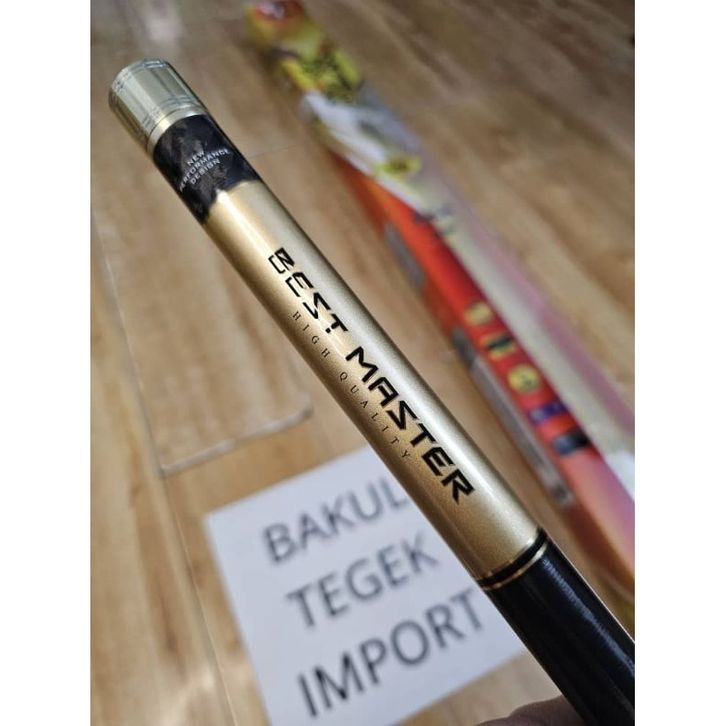 NEW
PERFORMANCE
DESIGN
BEST MASTER
HIGH QUALITY
BAKUL
TEGEK
IMPORT